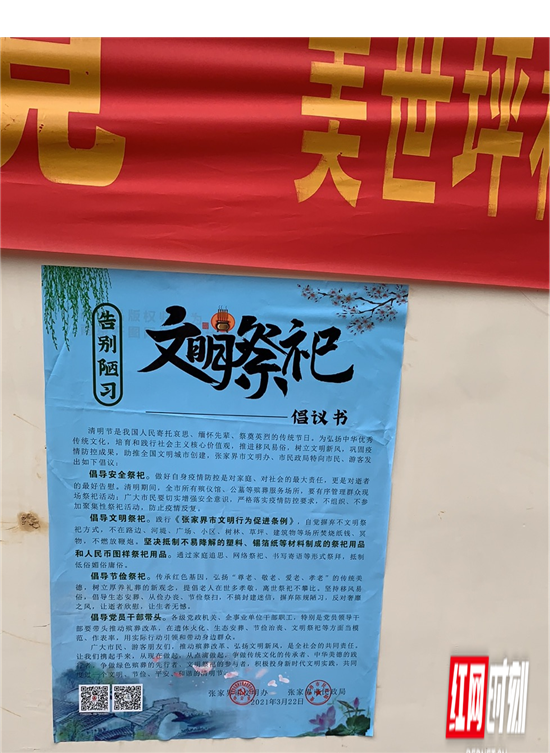 美世坪
告别陋习
文明祭祀
倡议书
清明节是我国人民寄托哀思、缅怀先辈、祭奠英烈的传统节日。为弘扬中华优秀
传统文化，培育和践行社会主义核心价值观，推进移风易俗，树立文明新风，巩固疫
情防控成果，助推全国文明城市创建，张家界市文明办、市民政局特向市民、游客发
出如下倡议：
倡导安全祭祀。做好自身疫情防控是对家庭、对社会的最大责任，更是对逝者
的最好告慰。清明期间，全市所有殡仪馆、公墓等殡葬服务场所，要有序管理群众现
场祭祀活动；广大市民要切实增强安全意识，严格落实疫情防控要求，不组织、不参
加聚集性祭祀活动，防止疫情反复。
倡导文明祭祀。践行《张家界市文明行为促进条例》，自觉摒弃不文明祭祀
方式，不在路边、河道、广场、小区、树林、草坪、建筑物等场所焚烧纸钱、冥
物，不燃放鞭炮，坚决抵制不易降解的塑料、锡箔纸等材料制成的祭祀用品
和人民币图样祭祀用品。通过家庭追思、网络祭祀、书写寄语等形式祭拜，抵制
低俗媚俗庸俗。
倡导节俭祭祀。传承红色基因，弘扬“尊老、敬老、爱老、孝老”的传统美
德，树立厚养礼葬的新观念，提倡老人在世多孝敬，离世祭祀不攀比，坚持移风易
俗。倡导生态安葬，从俭办丧、节俭祭扫，不搞封建迷信，摒弃陈规陋习，反对奢靡
之风，让逝者欣慰，让生者无憾。
倡导党员干部带头。各级党政机关、企事业单位干部职工，特别是党员领导干
部要带头推动殡葬改革，在遗体火化、生态安葬、节俭治丧、文明祭祀等方面当模
范、作表率，用实际行动引领和带动身边群众。
广大市民、游客朋友们，推动殡葬改革，弘扬文明新风，是全社会的共同责任，
让我们携起手来，从现在做起，从点滴做起，争做传统文化的传承者、中华美德的践
行者，争做绿色殡葬的先行者、文明
的参与者，积极投身新时代文明实践，共同
文明、节俭、平安
的清明节。
张家界
明办 张家界
政局
2021年3月22日
红网时刻